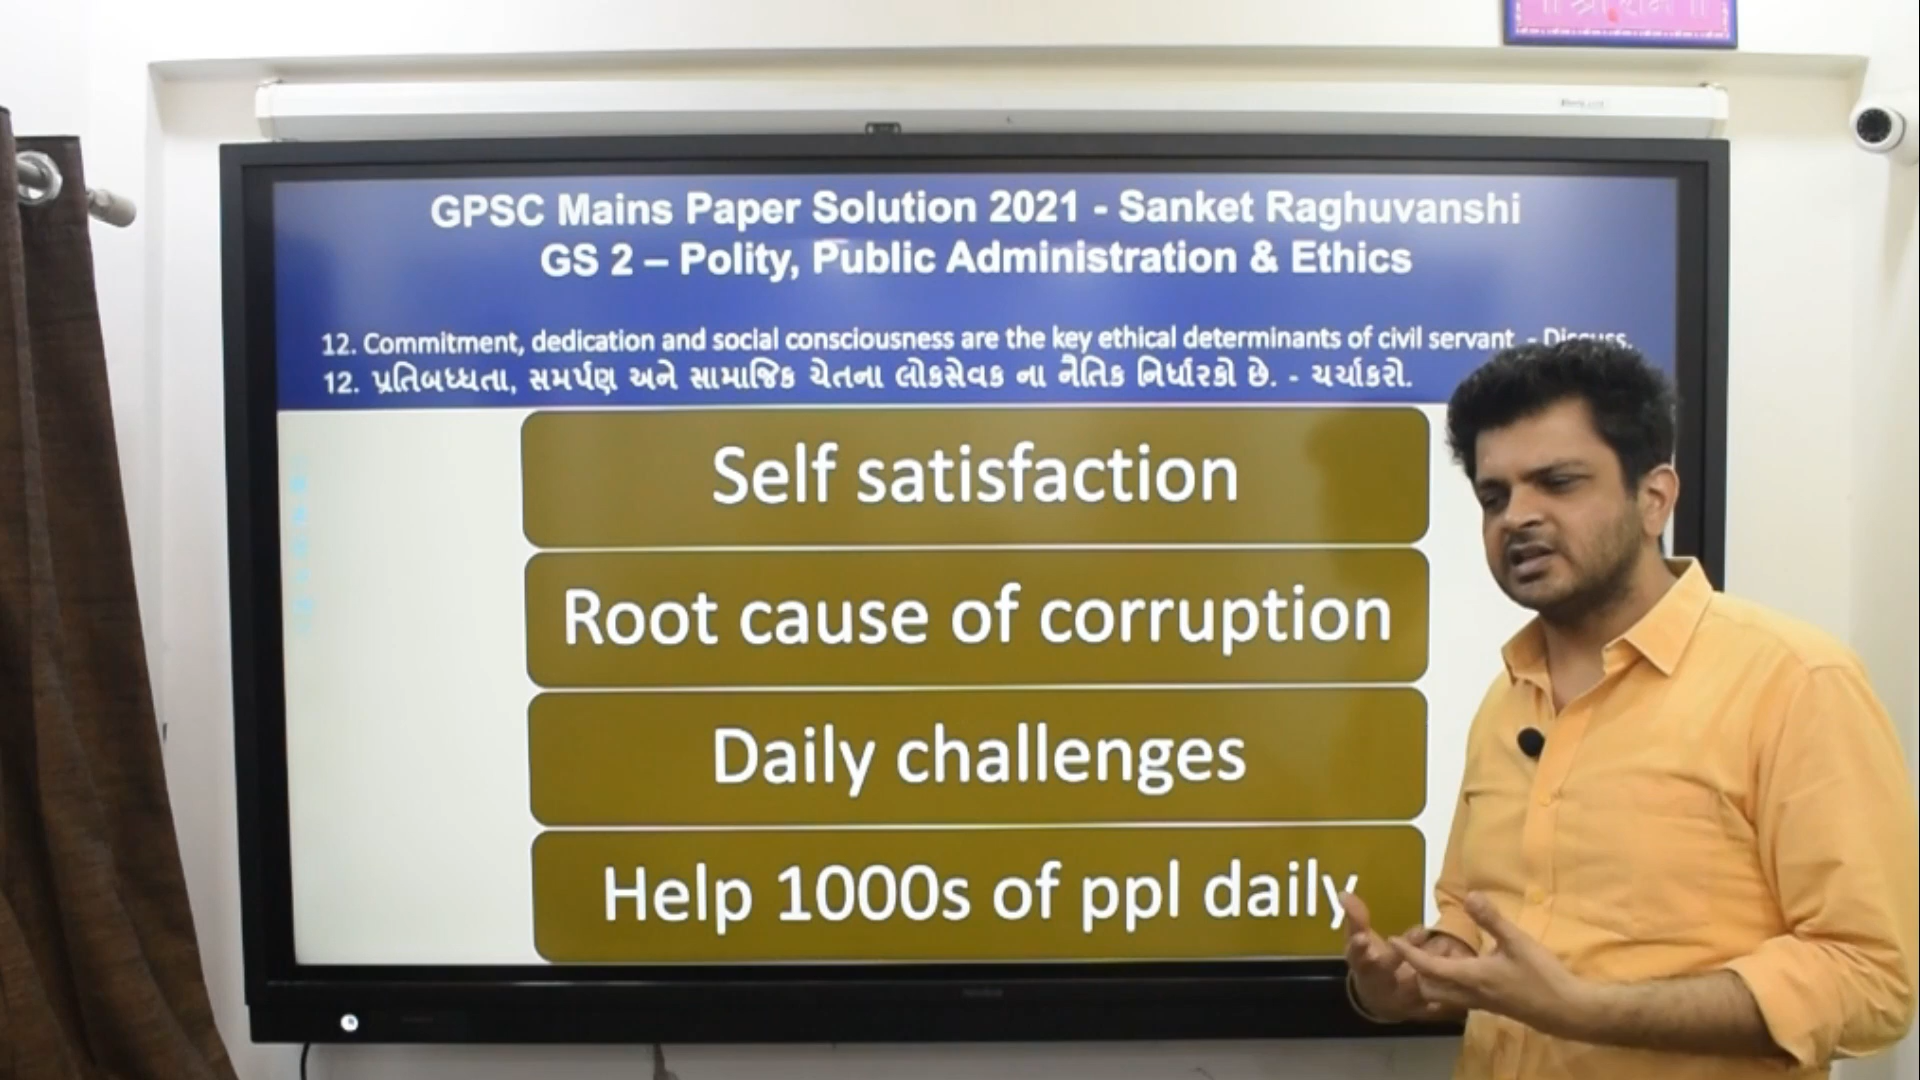 ॥ श्री राम ॥
GPSC Mains Paper Solution 2021 - Sanket Raghuvanshi
GS 2 – Polity, Public Administration & Ethics
12. Commitment, dedication and social consciousness are the key ethical determinants of civil servant - Discuss.
12. પ્રતિબધ્ધતા, સમર્પણ અને સામાજિક ચેતના લોકસેવક ના નૈતિક નિર્ધારકો છે. - ચર્ચાકરો.
Self satisfaction
Root cause of corruption
Daily challenges
Help 1000s of ppl daily